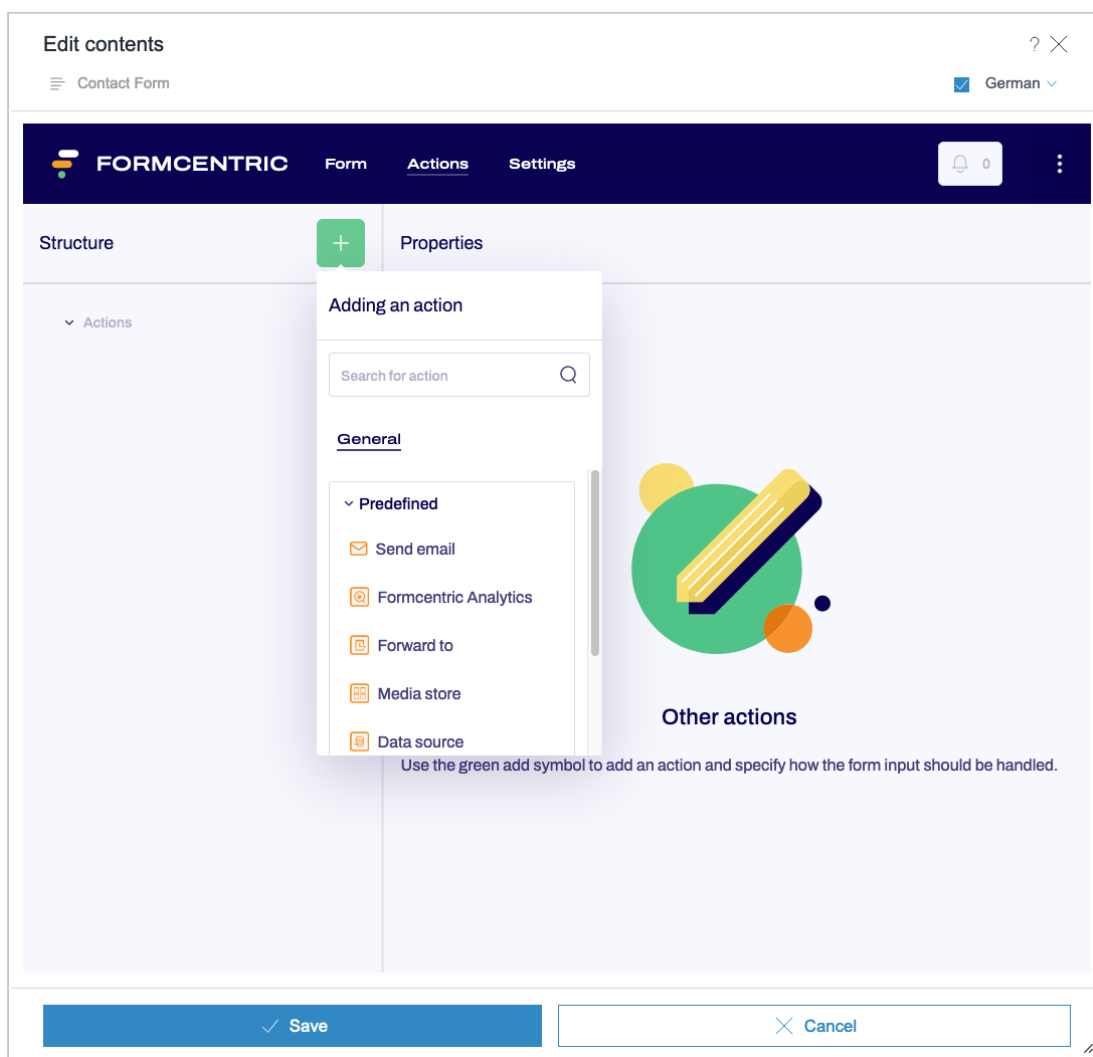 Edit contents
?
Contact Form
German
FORMCENTRIC Form Actions Settings 0
Structure
Properties
Adding an action
Actions
Search for action
General
Predefined
Send email
Formcentric Analytics
Forward to
Media store
Data source
Other actions
Use the green add symbol to add an action and specify how the form input should be handled.
Save
Cancel